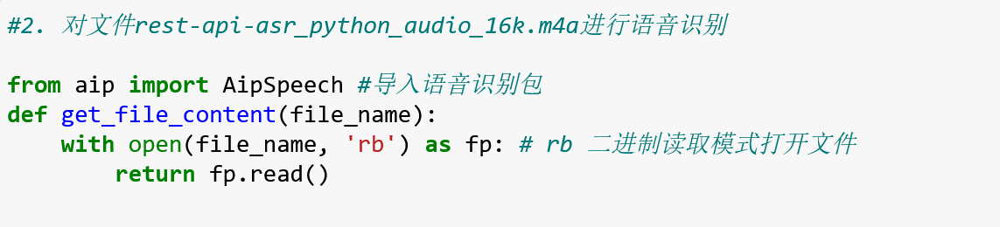 #2. 对文件rest-api-asr_python_audio_16k.m4a进行语音识别
from aip import AipSpeech #导入语音识别包
def get_file_content(file_name):
    with open(file_name, 'rb') as fp: # rb 二进制读取模式打开文件
        return fp.read()